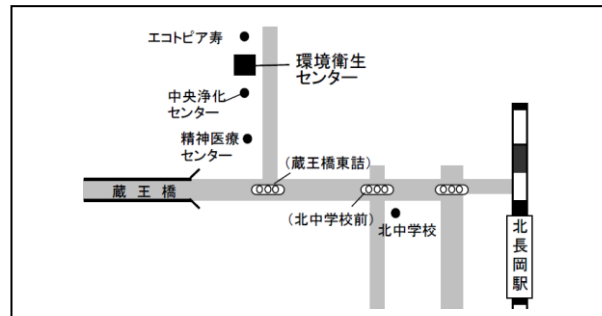 エコトピア寿
環境衛生
センター
中央浄化
センター
精神医療
センター
(蔵王橋東詰)
蔵王橋
(北中学校前)
北中学校
北長岡駅